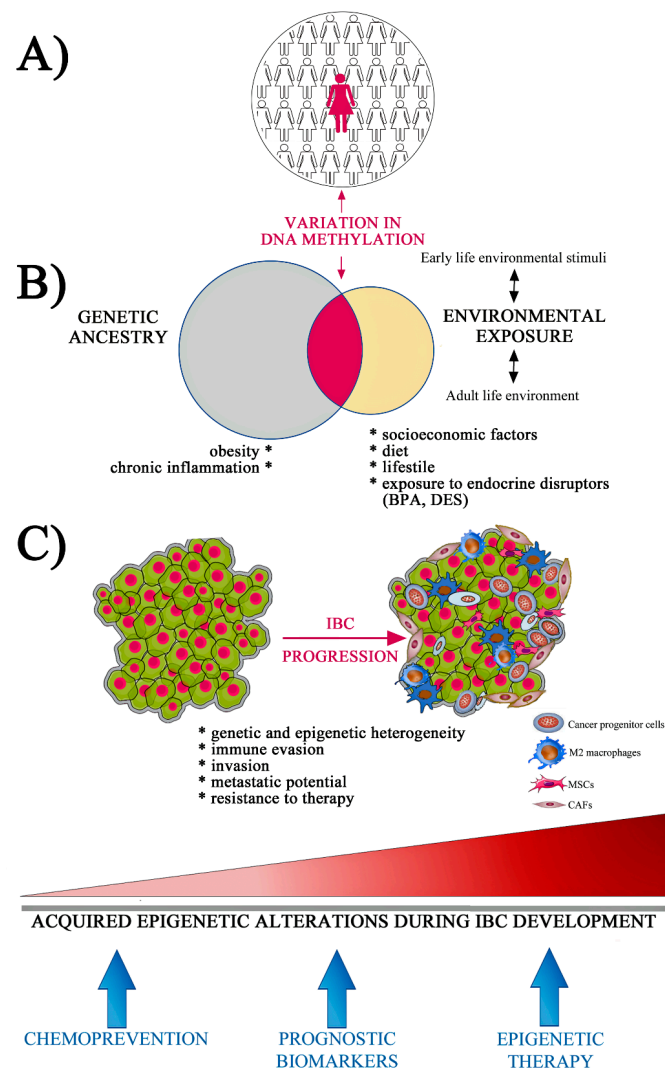 A)
VARIATION IN
DNA METHYLATION
B)
GENETIC
ANCESTRY
Early life environmental stimuli
ENVIRONMENTAL
EXPOSURE
Adult life environment
obesity *
chronic inflammation *
* socioeconomic factors
* diet
* lifestile
* exposure to endocrine disruptors
(BPA, DES)
C)
IBC
PROGRESSION
* genetic and epigenetic heterogeneity
* immune evasion
* invasion
* metastatic potential
* resistance to therapy
Cancer progenitor cells
M2 macrophages
MSCs
CAFs
ACQUIRED EPIGENETIC ALTERATIONS DURING IBC DEVELOPMENT
CHEMOPREVENTION
PROGNOSTIC
BIOMARKERS
EPIGENETIC
THERAPY